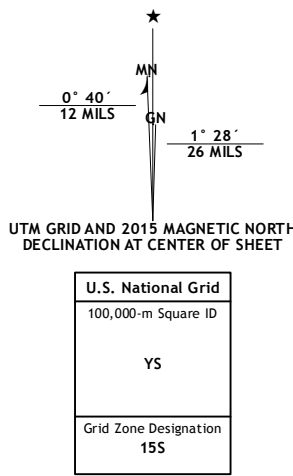 ★
MN
0° 40´
12 MILS
GN
1° 28´
26 MILS
UTM GRID AND 2015 MAGNETIC NORTH
DECLINATION AT CENTER OF SHEET
U.S. National Grid
100,000-m Square ID
YS
Grid Zone Designation
15S